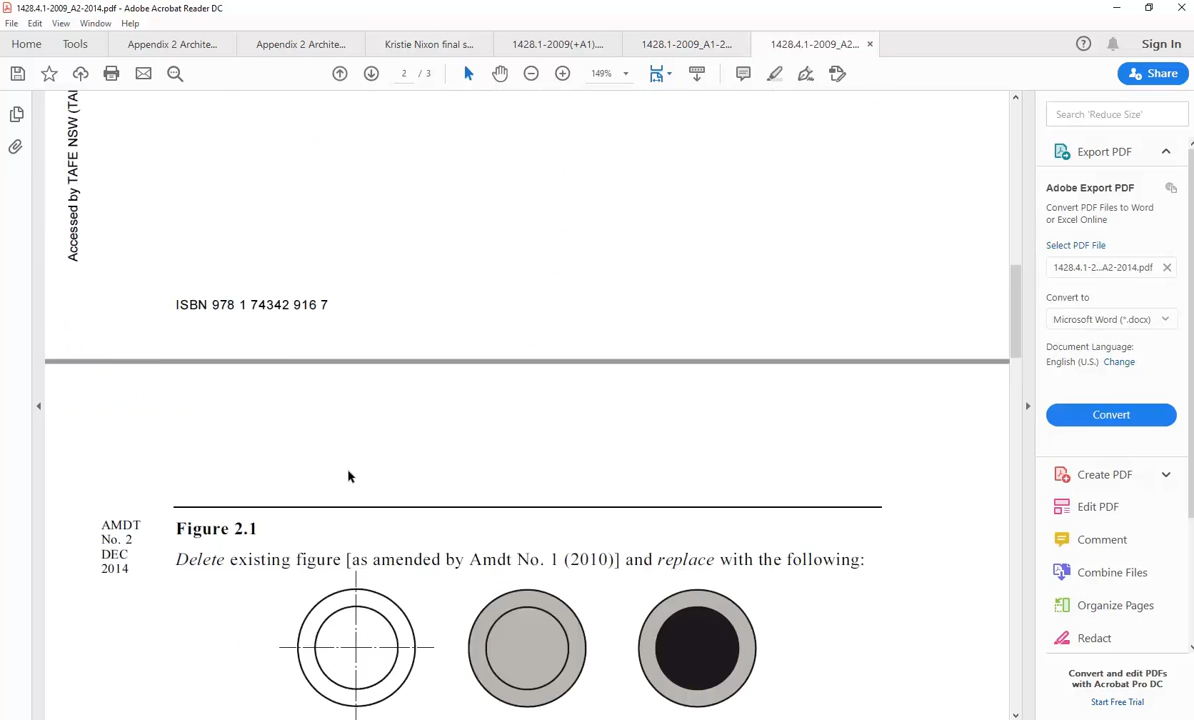 1428.4.1-2009_A2-2014.pdf - Adobe Acrobat Reader DC
File Edit View Window Help
Home Tools Appendix 2 Archite... Appendix 2 Archite... Kristie Nixon final s... 1428.1-2009(+A1).... 1428.1-2009_A1-2... 1428.4.1-2009_A2... × Sign In
2 / 3 149% Share
Accessed by TAFE NSW (TA
ISBN 978 1 74342 916 7
AMDT
No. 2
DEC
2014
Figure 2.1
Delete existing figure [as amended by Amdt No. 1 (2010)] and replace with the following:
Search 'Reduce Size'
Export PDF
Adobe Export PDF
Convert PDF Files to Word
or Excel Online
Select PDF File
1428.4.1-2...A2-2014.pdf
Convert to
Microsoft Word (*.docx)
Document Language:
English (U.S.) Change
Convert
Create PDF
Edit PDF
Comment
Combine Files
Organize Pages
Redact
Convert and edit PDFs
with Acrobat Pro DC
Start Free Trial